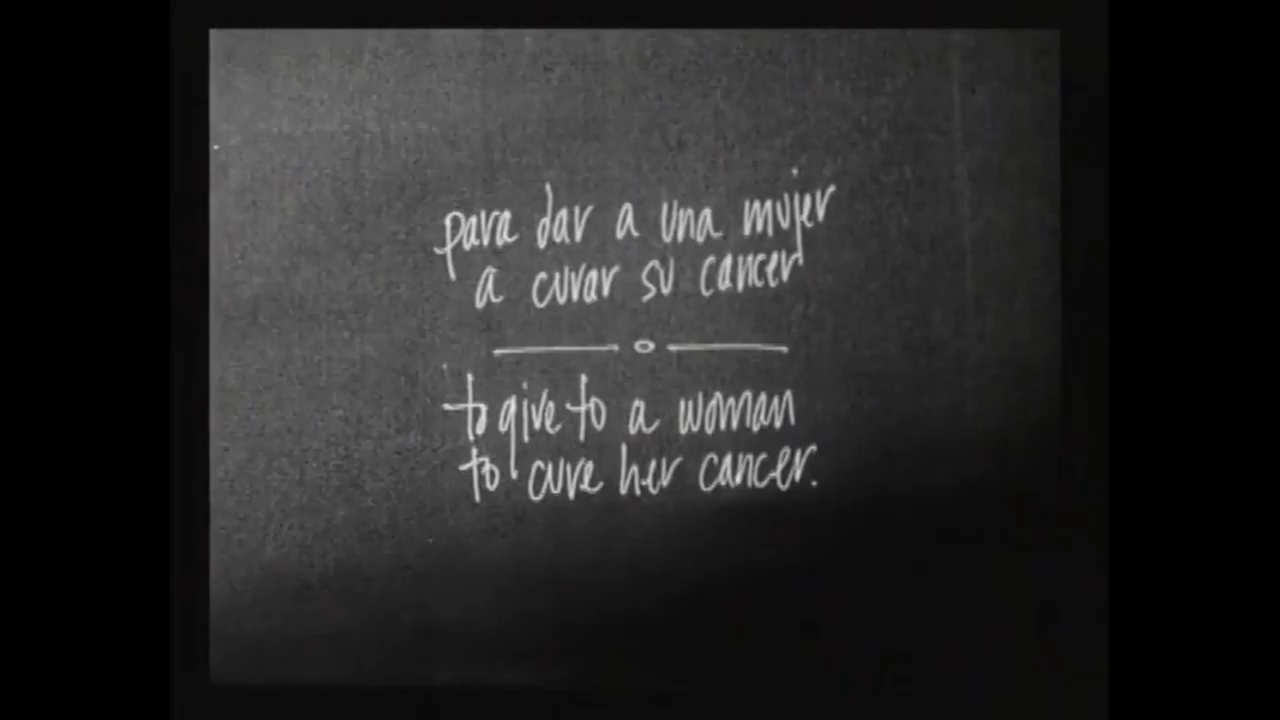 para dar a una mujer
a curar su cancer
to give to a woman
to cure her cancer.